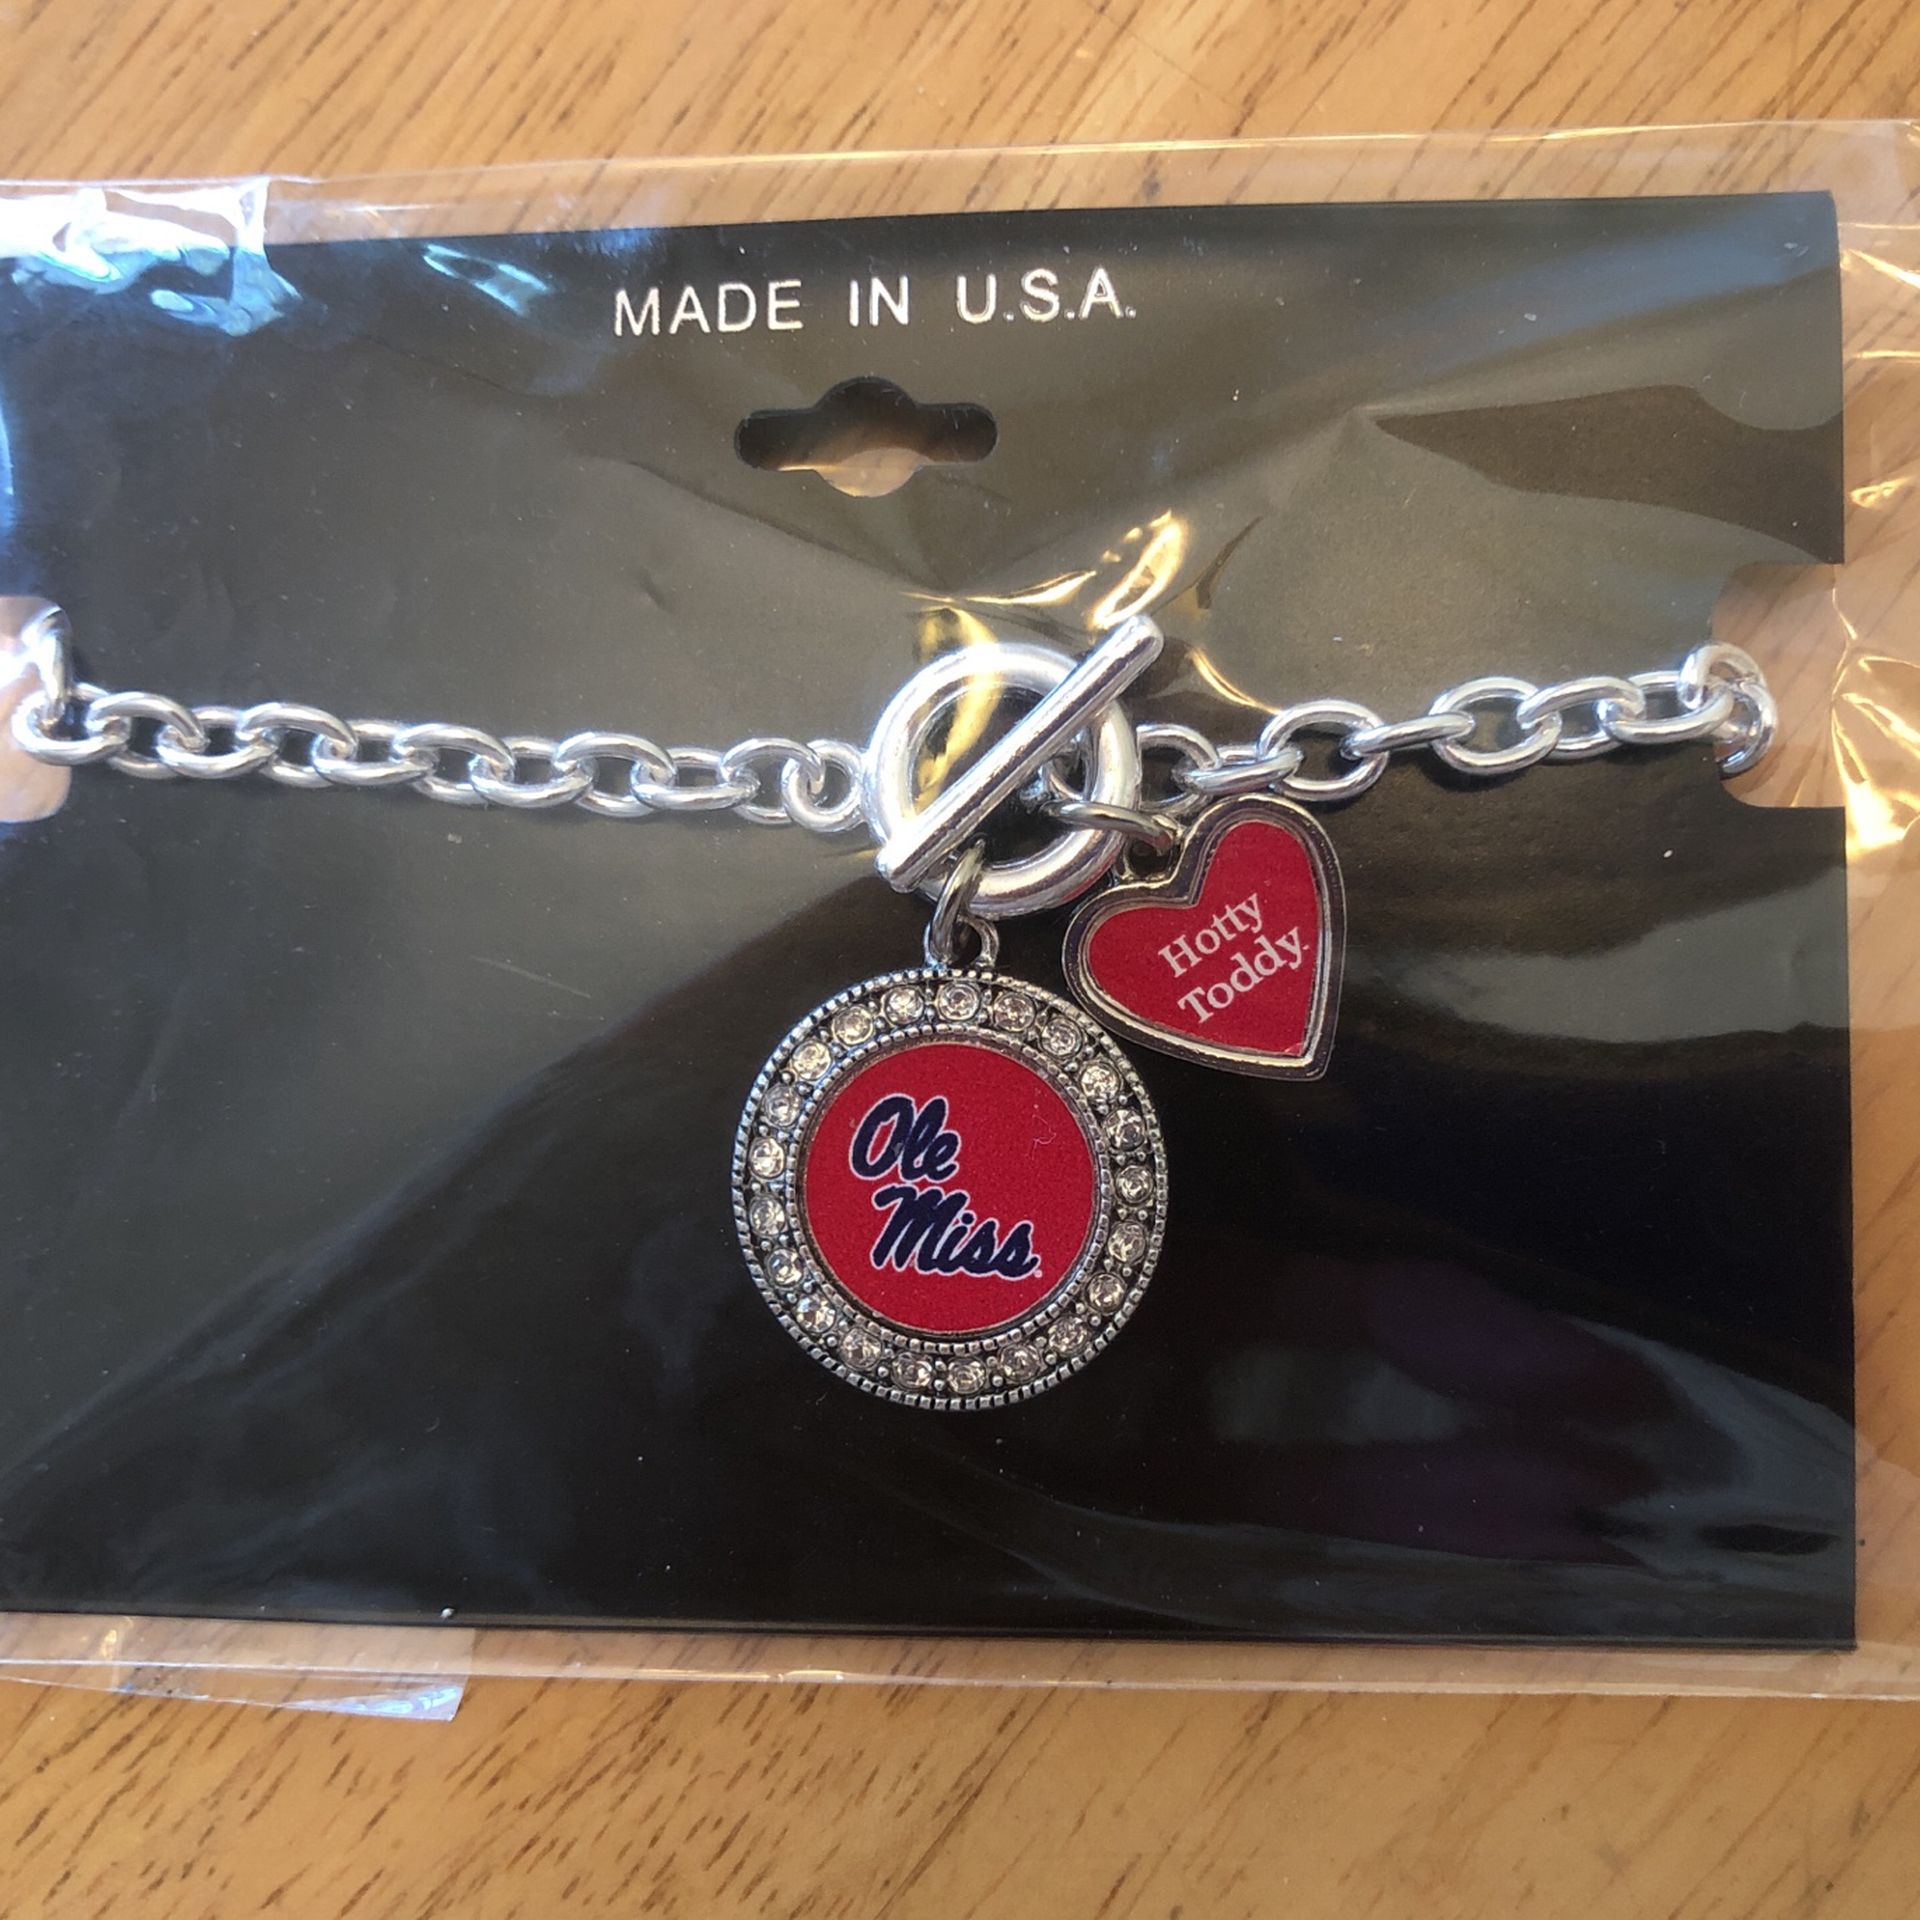 MADE IN U.S.A.
Hotty
Toddy.
Ole
Miss